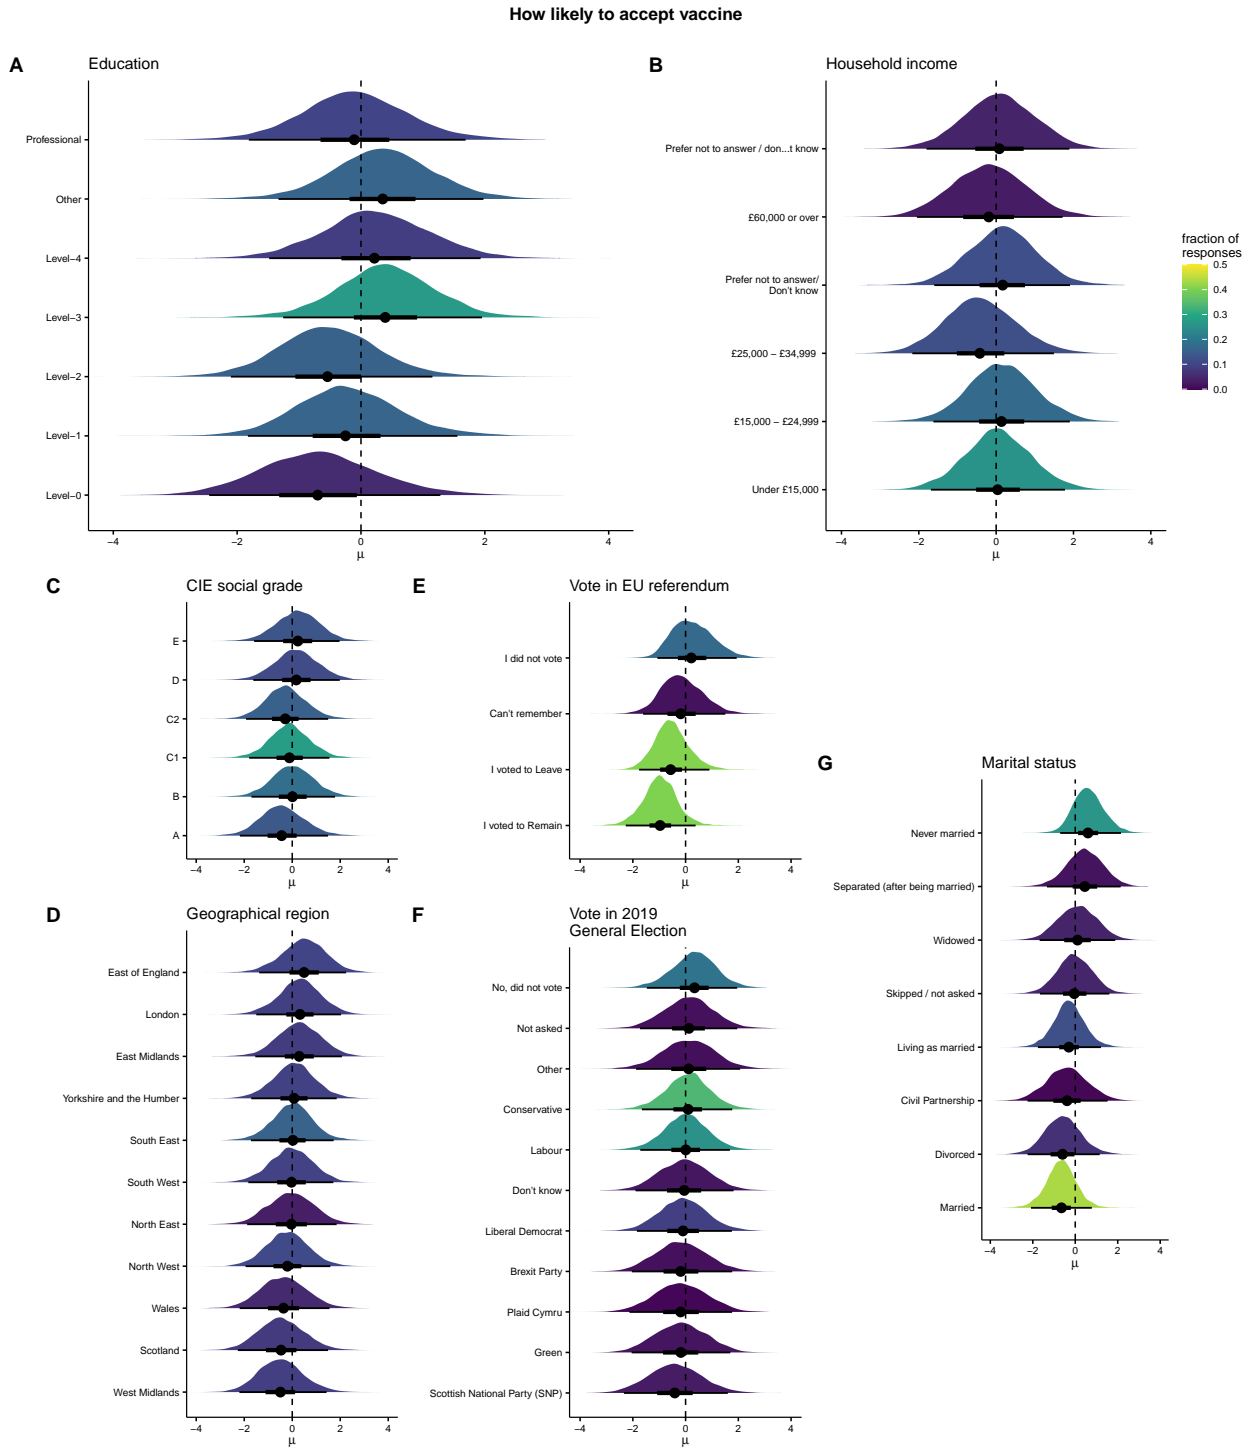 How likely to accept vaccine
A
Education
Professional
Other
Level−4
Level−3
Level−2
Level−1
Level−0
−4 −2 0 2 4
μ
B
Household income
Prefer not to answer / don...t know
£60,000 or over
Prefer not to answer/
Don't know
£25,000 − £34,999
£15,000 − £24,999
Under £15,000
−4 −2 0 2 4
μ
fraction of
responses
0.5
0.4
0.3
0.2
0.1
0.0
C
CIE social grade
E
D
C2
C1
B
A
−4 −2 0 2 4
μ
E
Vote in EU referendum
I did not vote
Can't remember
I voted to Leave
I voted to Remain
−4 −2 0 2 4
μ
D
Geographical region
East of England
London
East Midlands
Yorkshire and the Humber
South East
South West
North East
North West
Wales
Scotland
West Midlands
−4 −2 0 2 4
μ
F
Vote in 2019
General Election
No, did not vote
Not asked
Other
Conservative
Labour
Don't know
Liberal Democrat
Brexit Party
Plaid Cymru
Green
Scottish National Party (SNP)
−4 −2 0 2 4
μ
G
Marital status
Never married
Separated (after being married)
Widowed
Skipped / not asked
Living as married
Civil Partnership
Divorced
Married
−4 −2 0 2 4
μ